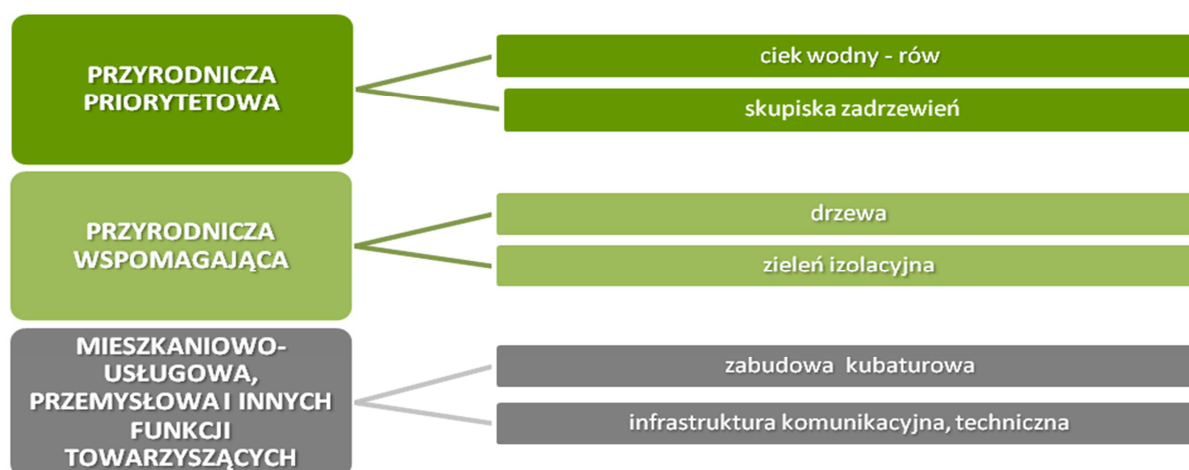 PRZYRODNICZA
PRIORYTETOWA
ciek wodny - rów
skupiska zadrzewień
PRZYRODNICZA
WSPOMAGAJĄCA
drzewa
zieleń izolacyjna
MIESZKANIOWO-
USŁUGOWA,
PRZEMYSŁOWA I INNYCH
FUNKCJI
TOWARZYSZĄCYCH
zabudowa kubaturowa
infrastruktura komunikacyjna, techniczna